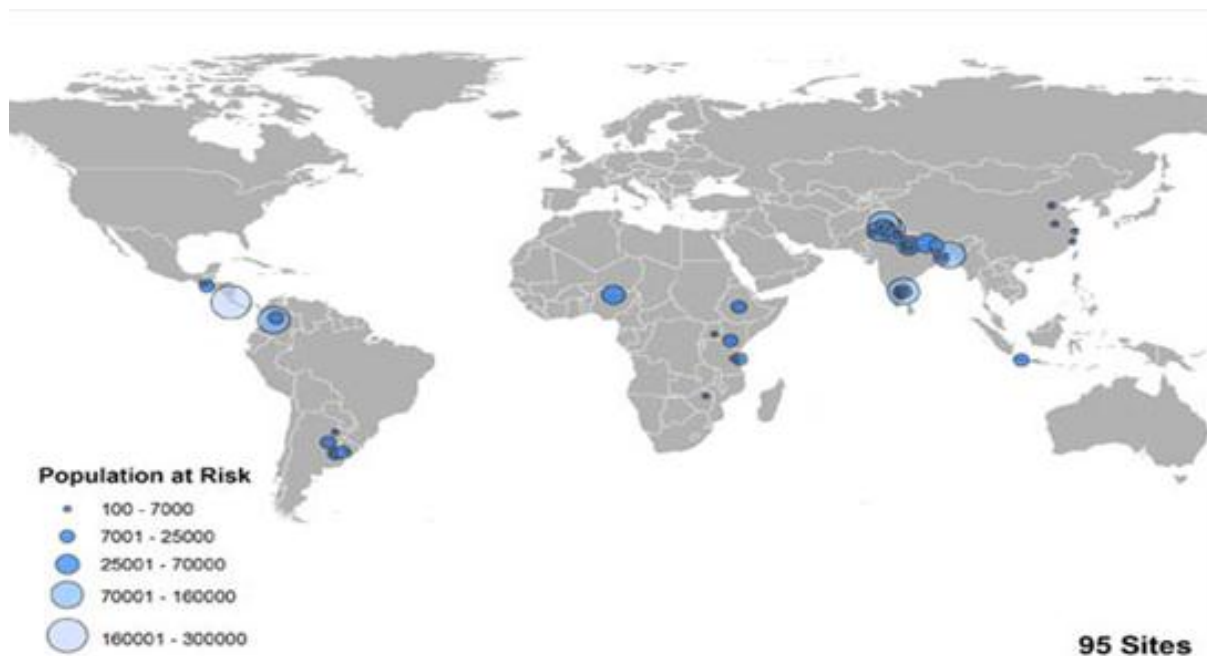 Population at Risk
100 - 7000
7001 - 25000
25001 - 70000
70001 - 160000
160001 - 300000
95 Sites